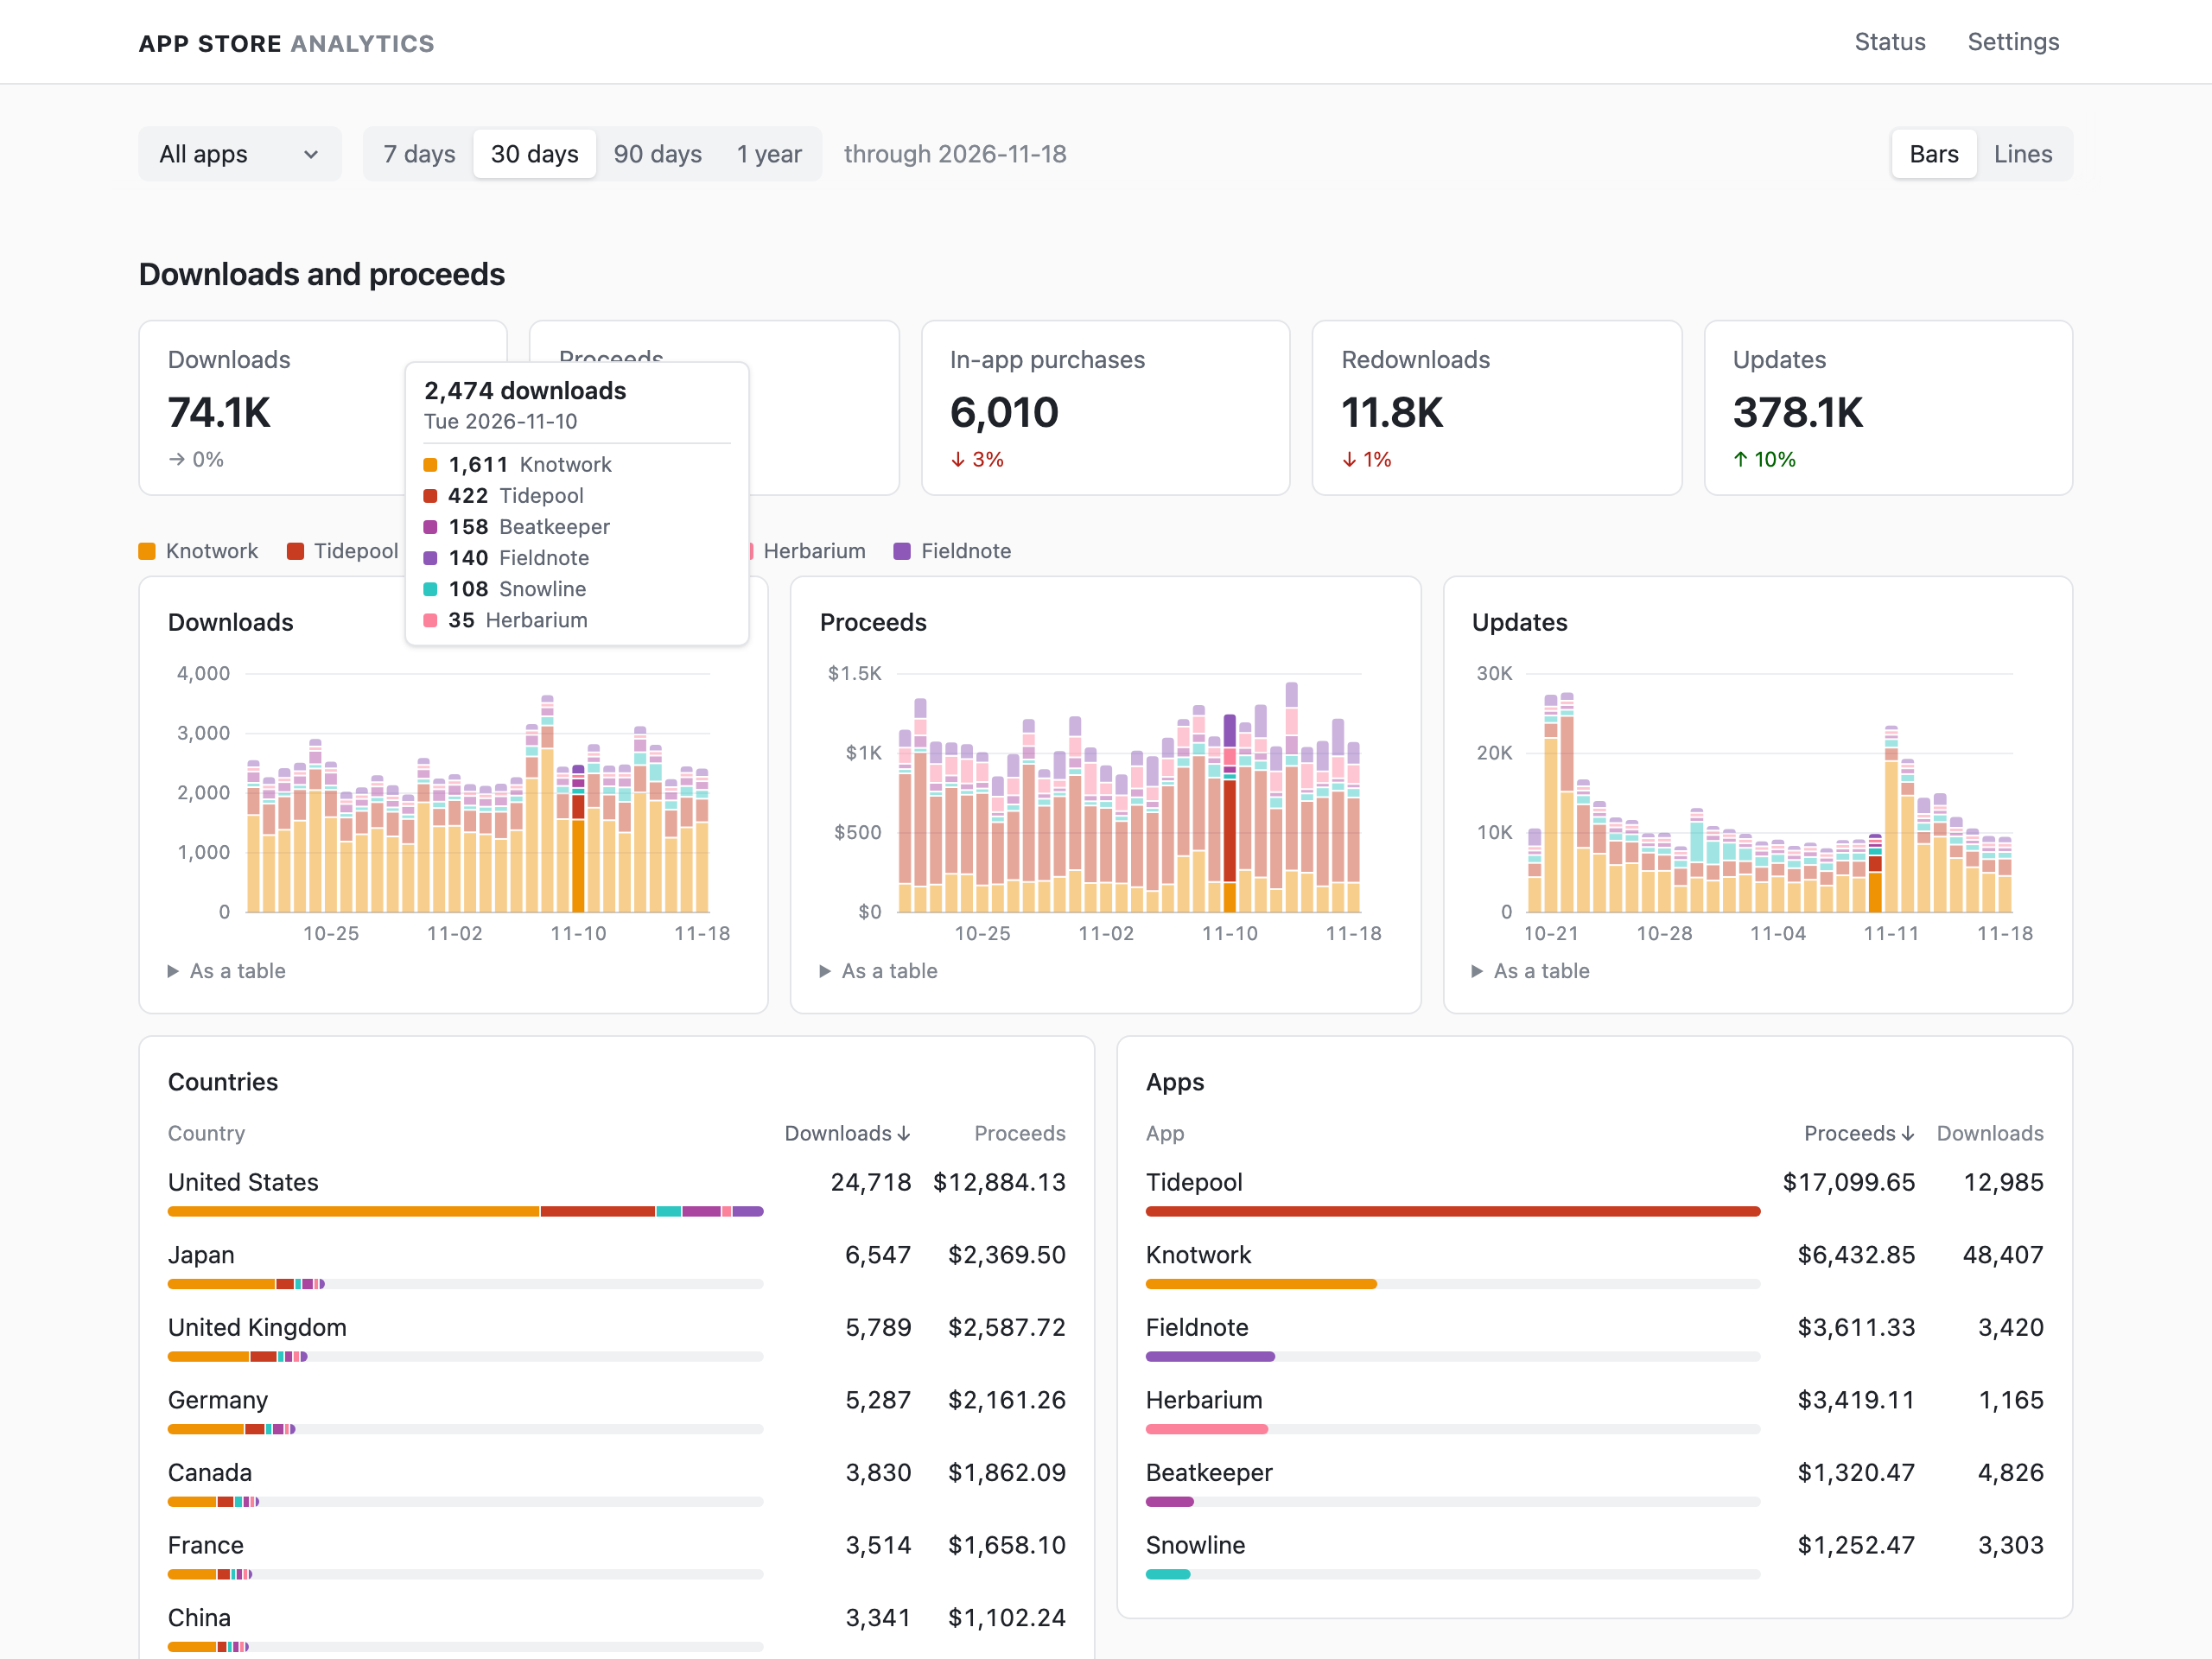 APP STORE ANALYTICS
Status
Settings
All apps
7 days
30 days
90 days
1 year
through 2026-11-18
Bars
Lines
Downloads and proceeds
Downloads
74.1K
→ 0%
Proceeds
In-app purchases
6,010
↓ 3%
Redownloads
11.8K
↓ 1%
Updates
378.1K
↑ 10%
2,474 downloads
Tue 2026-11-10
1,611 Knotwork
422 Tidepool
158 Beatkeeper
140 Fieldnote
108 Snowline
35 Herbarium
Knotwork
Tidepool
Herbarium
Fieldnote
Downloads
4,000
3,000
2,000
1,000
0
10-25
11-02
11-10
11-18
As a table
Proceeds
$1.5K
$1K
$500
$0
10-25
11-02
11-10
11-18
As a table
Updates
30K
20K
10K
0
10-21
10-28
11-04
11-11
11-18
As a table
Countries
Country Downloads ↓ Proceeds
United States 24,718 $12,884.13
Japan 6,547 $2,369.50
United Kingdom 5,789 $2,587.72
Germany 5,287 $2,161.26
Canada 3,830 $1,862.09
France 3,514 $1,658.10
China 3,341 $1,102.24
Apps
App Proceeds ↓ Downloads
Tidepool $17,099.65 12,985
Knotwork $6,432.85 48,407
Fieldnote $3,611.33 3,420
Herbarium $3,419.11 1,165
Beatkeeper $1,320.47 4,826
Snowline $1,252.47 3,303